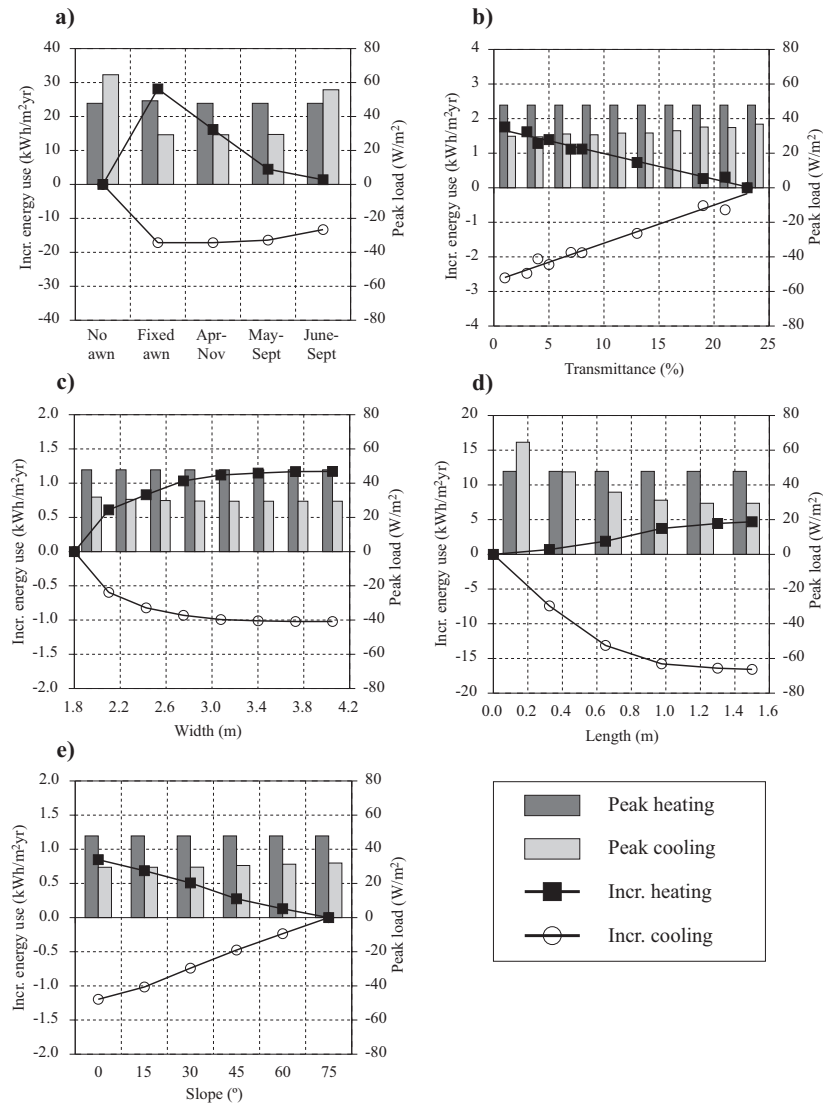 a)
Incr. energy use (kWh/m²yr)
40
30
20
10
0
-10
-20
-30
-40
80
60
40
20
0
-20
-40
-60
-80
Peak load (W/m²)
No awn
Fixed awn
Apr-Nov
May-Sept
June-Sept
b)
Incr. energy use (kWh/m²yr)
4
3
2
1
0
-1
-2
-3
-4
80
60
40
20
0
-20
-40
-60
-80
Peak load (W/m²)
0 5 10 15 20 25
Transmittance (%)
c)
Incr. energy use (kWh/m²yr)
2.0
1.5
1.0
0.5
0.0
-0.5
-1.0
-1.5
-2.0
80
60
40
20
0
-20
-40
-60
-80
Peak load (W/m²)
1.8 2.2 2.6 3.0 3.4 3.8 4.2
Width (m)
d)
Incr. energy use (kWh/m²yr)
20
15
10
5
0
-5
-10
-15
-20
80
60
40
20
0
-20
-40
-60
-80
Peak load (W/m²)
0.0 0.2 0.4 0.6 0.8 1.0 1.2 1.4 1.6
Length (m)
e)
Incr. energy use (kWh/m²yr)
2.0
1.5
1.0
0.5
0.0
-0.5
-1.0
-1.5
-2.0
80
60
40
20
0
-20
-40
-60
-80
Peak load (W/m²)
0 15 30 45 60 75
Slope (º)
Peak heating
Peak cooling
Incr. heating
Incr. cooling